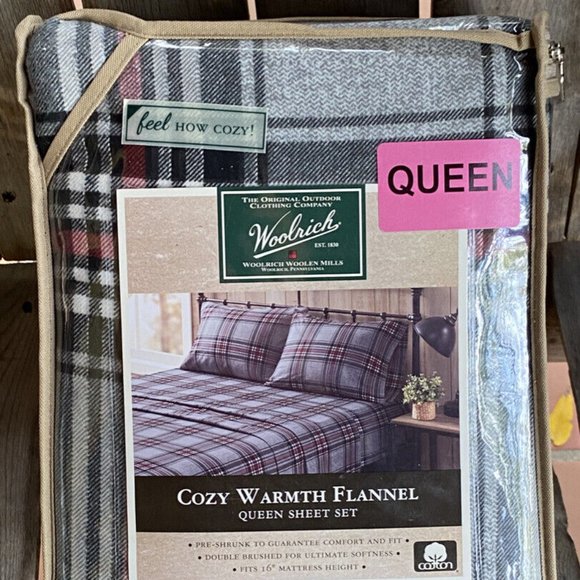 feel HOW COZY!
QUEEN
THE ORIGINAL OUTDOOR
CLOTHING COMPANY
Woolrich
EST. 1830
WOOLRICH WOOLEN MILLS
WOOLRICH, PENNSYLVANIA
COZY WARMTH FLANNEL
QUEEN SHEET SET
• PRE-SHRUNK TO GUARANTEE COMFORT AND FIT •
• DOUBLE BRUSHED FOR ULTIMATE SOFTNESS •
• FITS 16" MATTRESS HEIGHT •
cotton